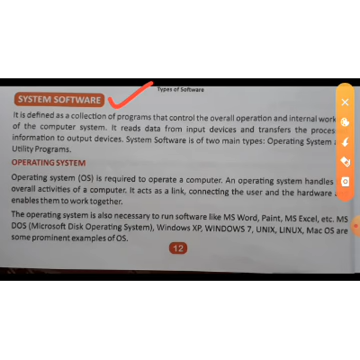 Types of Software
SYSTEM SOFTWARE
It is defined as a collection of programs that control the overall operation and internal work
of the computer system. It reads data from input devices and transfers the proces
information to output devices. System Software is of two main types: Operating System a
Utility Programs.
OPERATING SYSTEM
Operating system (OS) is required to operate a computer. An operating system handles
overall activities of a computer. It acts as a link, connecting the user and the hardware
enables them to work together.
The operating system is also necessary to run software like MS Word, Paint, MS Excel, etc. MS
DOS (Microsoft Disk Operating System), Windows XP, WINDOWS 7, UNIX, LINUX, Mac OS are
some prominent examples of OS.
12